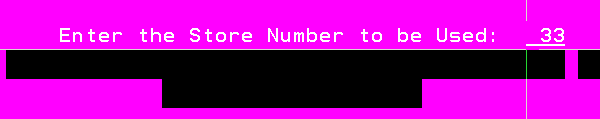 Enter the Store Number to be Used: _33